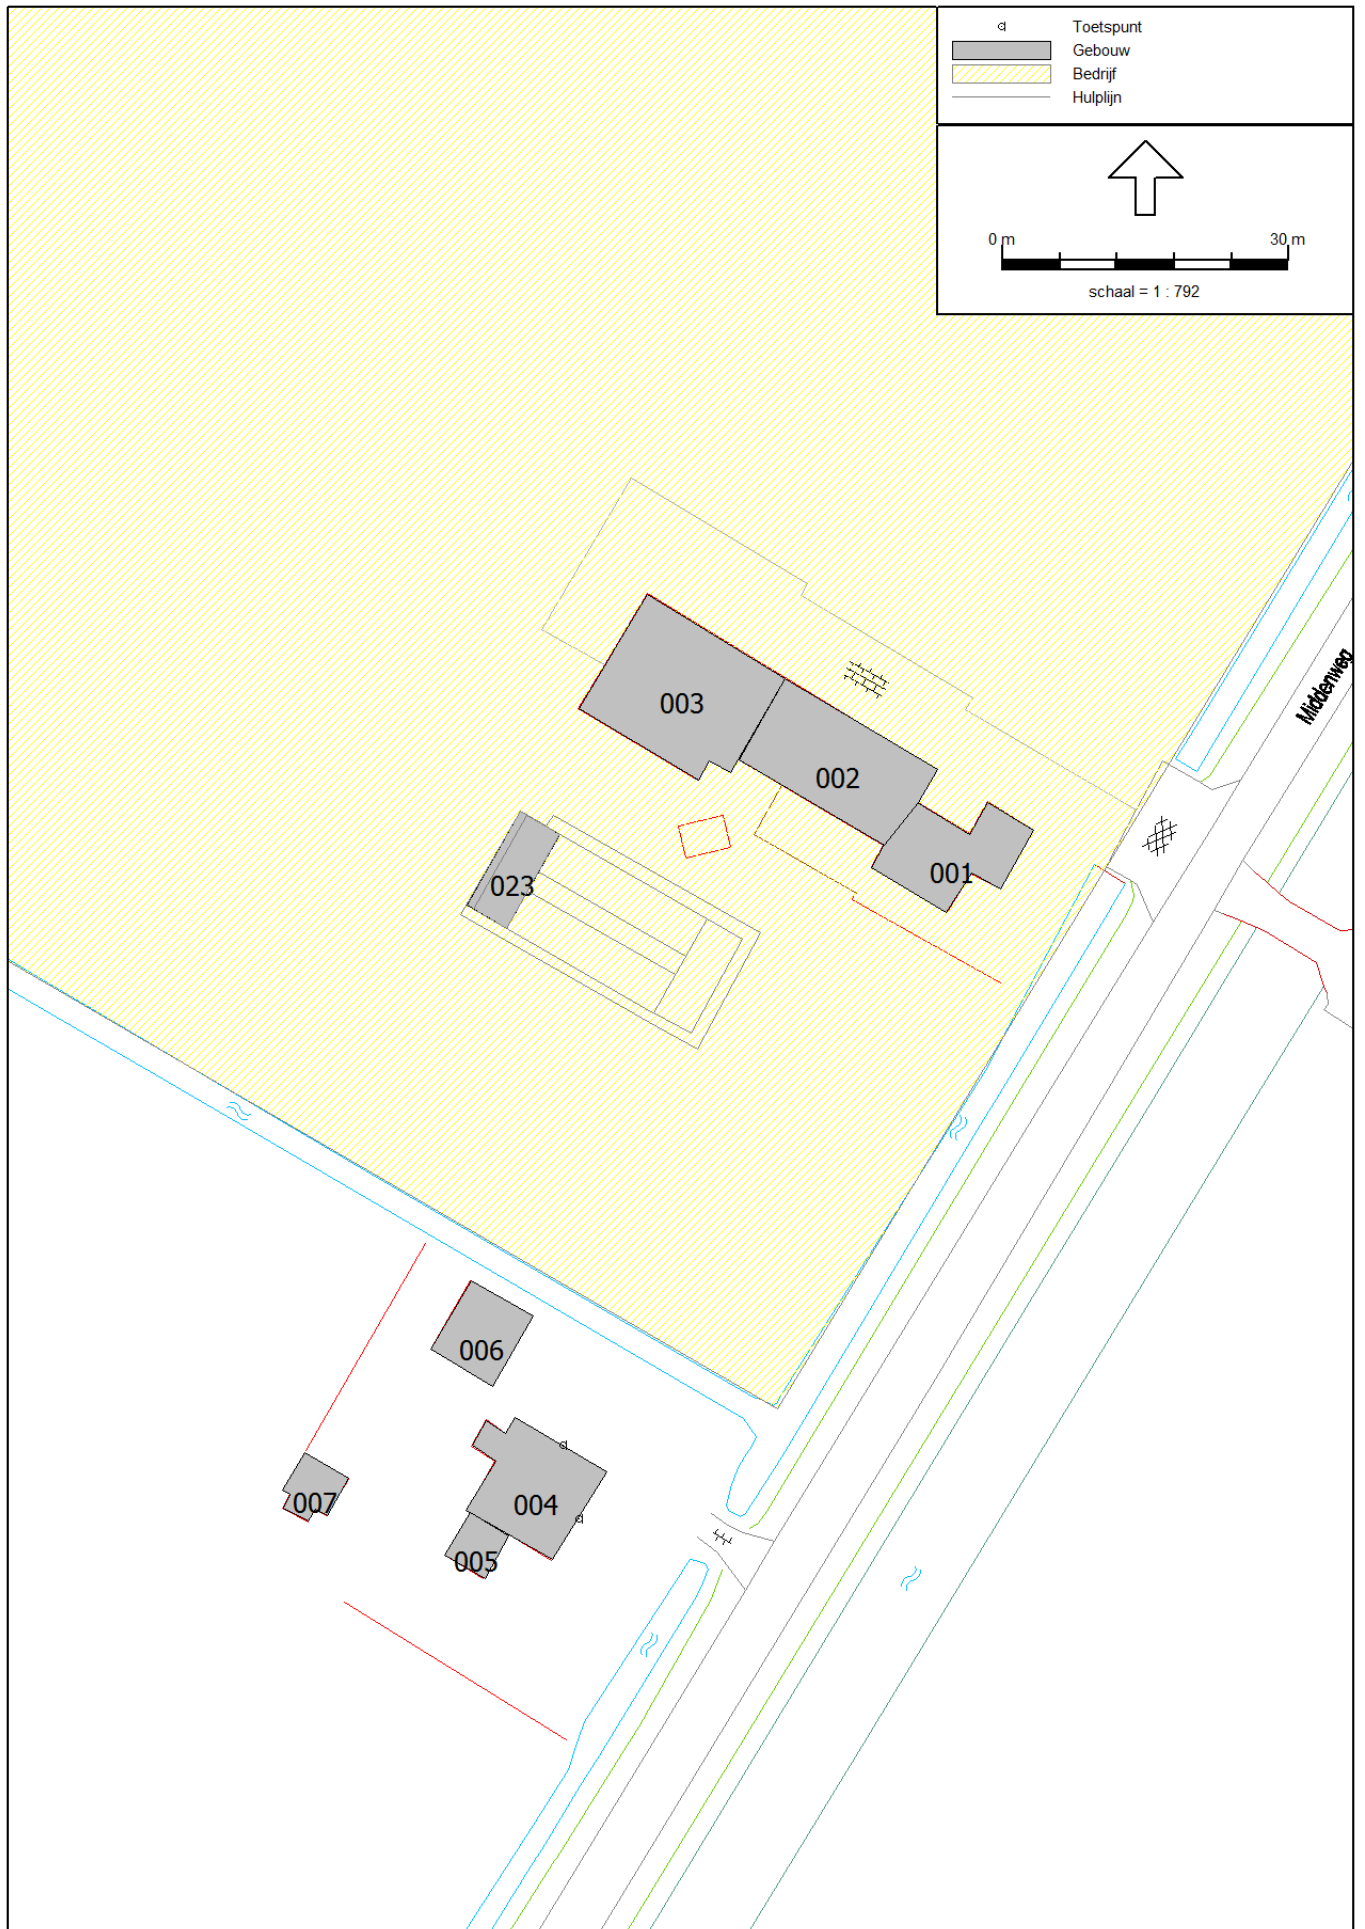 Toetspunt
Gebouw
Bedrijf
Hulplijn
0 m 30 m
schaal = 1 : 792
Middenweg
003
002
001
023
006
004
007
005